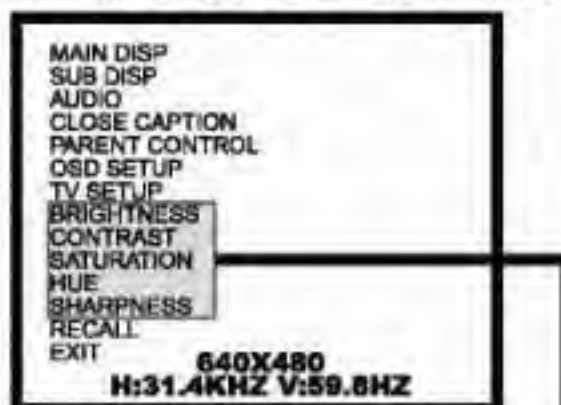 MAIN DISP
SUB DISP
AUDIO
CLOSE CAPTION
PARENT CONTROL
OSD SETUP
TV SETUP
BRIGHTNESS
CONTRAST
SATURATION
HUE
SHARPNESS
RECALL
EXIT
640X480
H:31.4KHZ V:59.8HZ